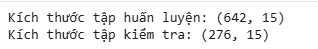 Kích thước tập huấn luyện: (642, 15)
Kích thước tập kiểm tra: (276, 15)